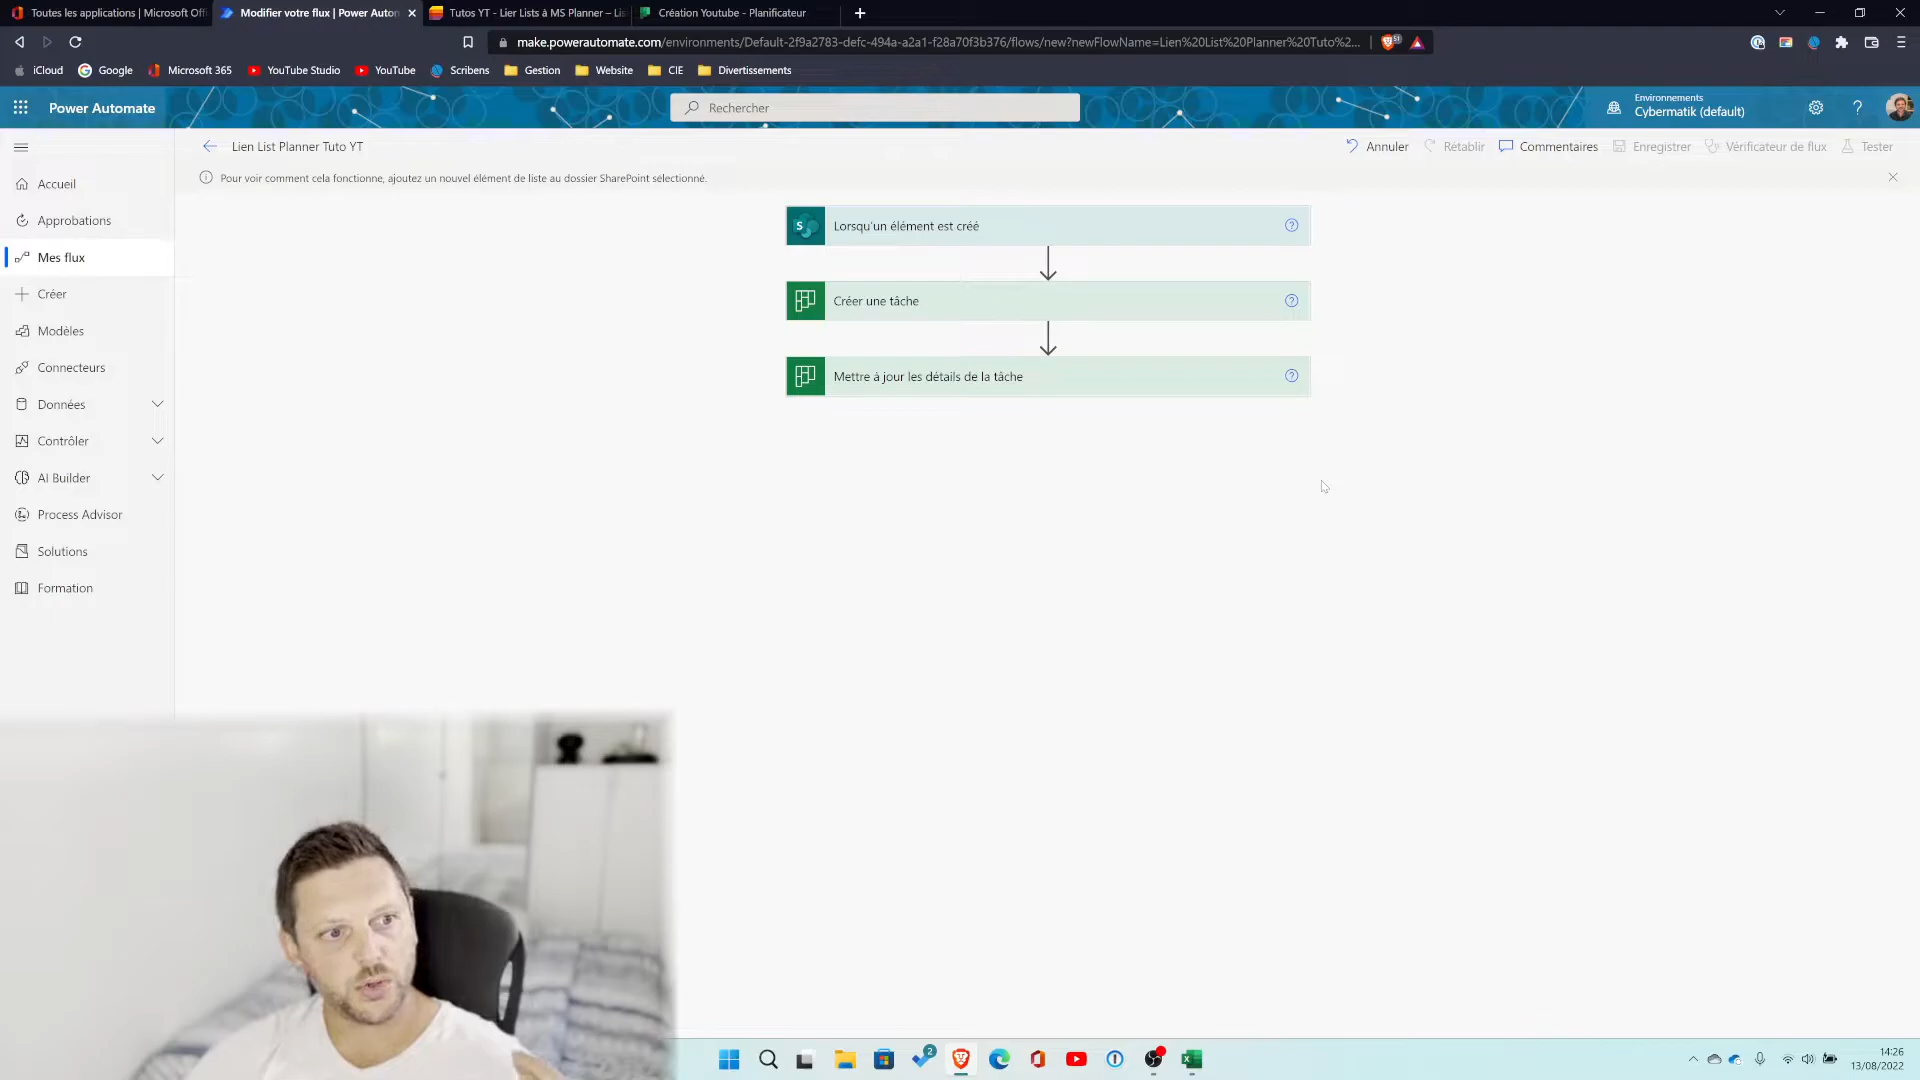 Toutes les applications | Microsoft Offi
Modifier votre flux | Power Autom
Tutos YT - Lier Lists à MS Planner – Lis
Création Youtube - Planificateur
make.powerautomate.com/environments/Default-2f9a2783-defc-494a-a2a1-f28a70f3b376/flows/new?newFlowName=Lien%20List%20Planner%20Tuto%2...
iCloud
Google
Microsoft 365
YouTube Studio
YouTube
Scribens
Gestion
Website
CIE
Divertissements
Power Automate
Rechercher
Environnements
Cybermatik (default)
Lien List Planner Tuto YT
Annuler
Rétablir
Commentaires
Enregistrer
Vérificateur de flux
Tester
Pour voir comment cela fonctionne, ajoutez un nouvel élément de liste au dossier SharePoint sélectionné.
Accueil
Approbations
Mes flux
Créer
Modèles
Connecteurs
Données
Contrôler
AI Builder
Process Advisor
Solutions
Formation
Lorsqu'un élément est créé
Créer une tâche
Mettre à jour les détails de la tâche
2
14:26
13/08/2022